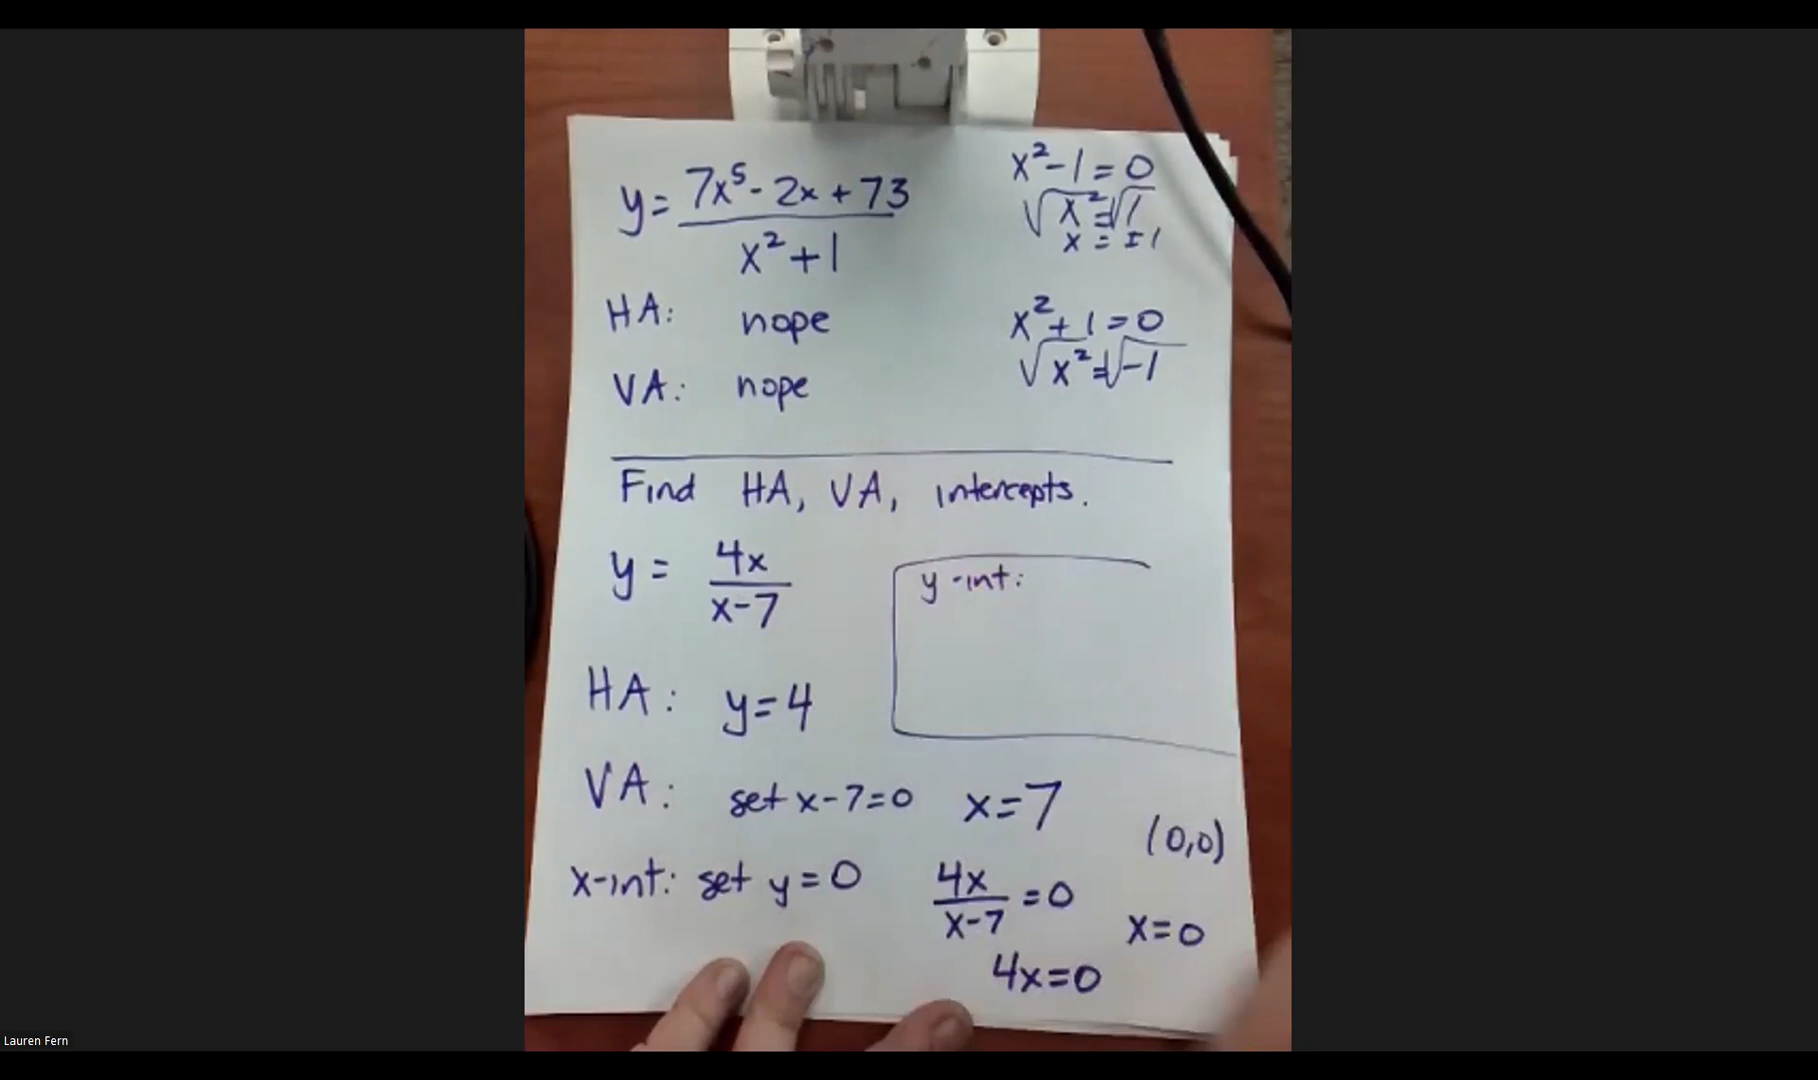 y = (7x⁵ - 2x + 73) / (x² + 1)
x² - 1 = 0
√x² = √1
x = ±1
HA: nope
VA: nope
x² + 1 = 0
√x² = √-1
Find HA, VA, intercepts.
y = 4x / (x - 7)
y-int:
HA: y = 4
VA: set x - 7 = 0 x = 7
(0,0)
x-int: set y = 0 4x / (x - 7) = 0
x = 0
4x = 0
Lauren Fern